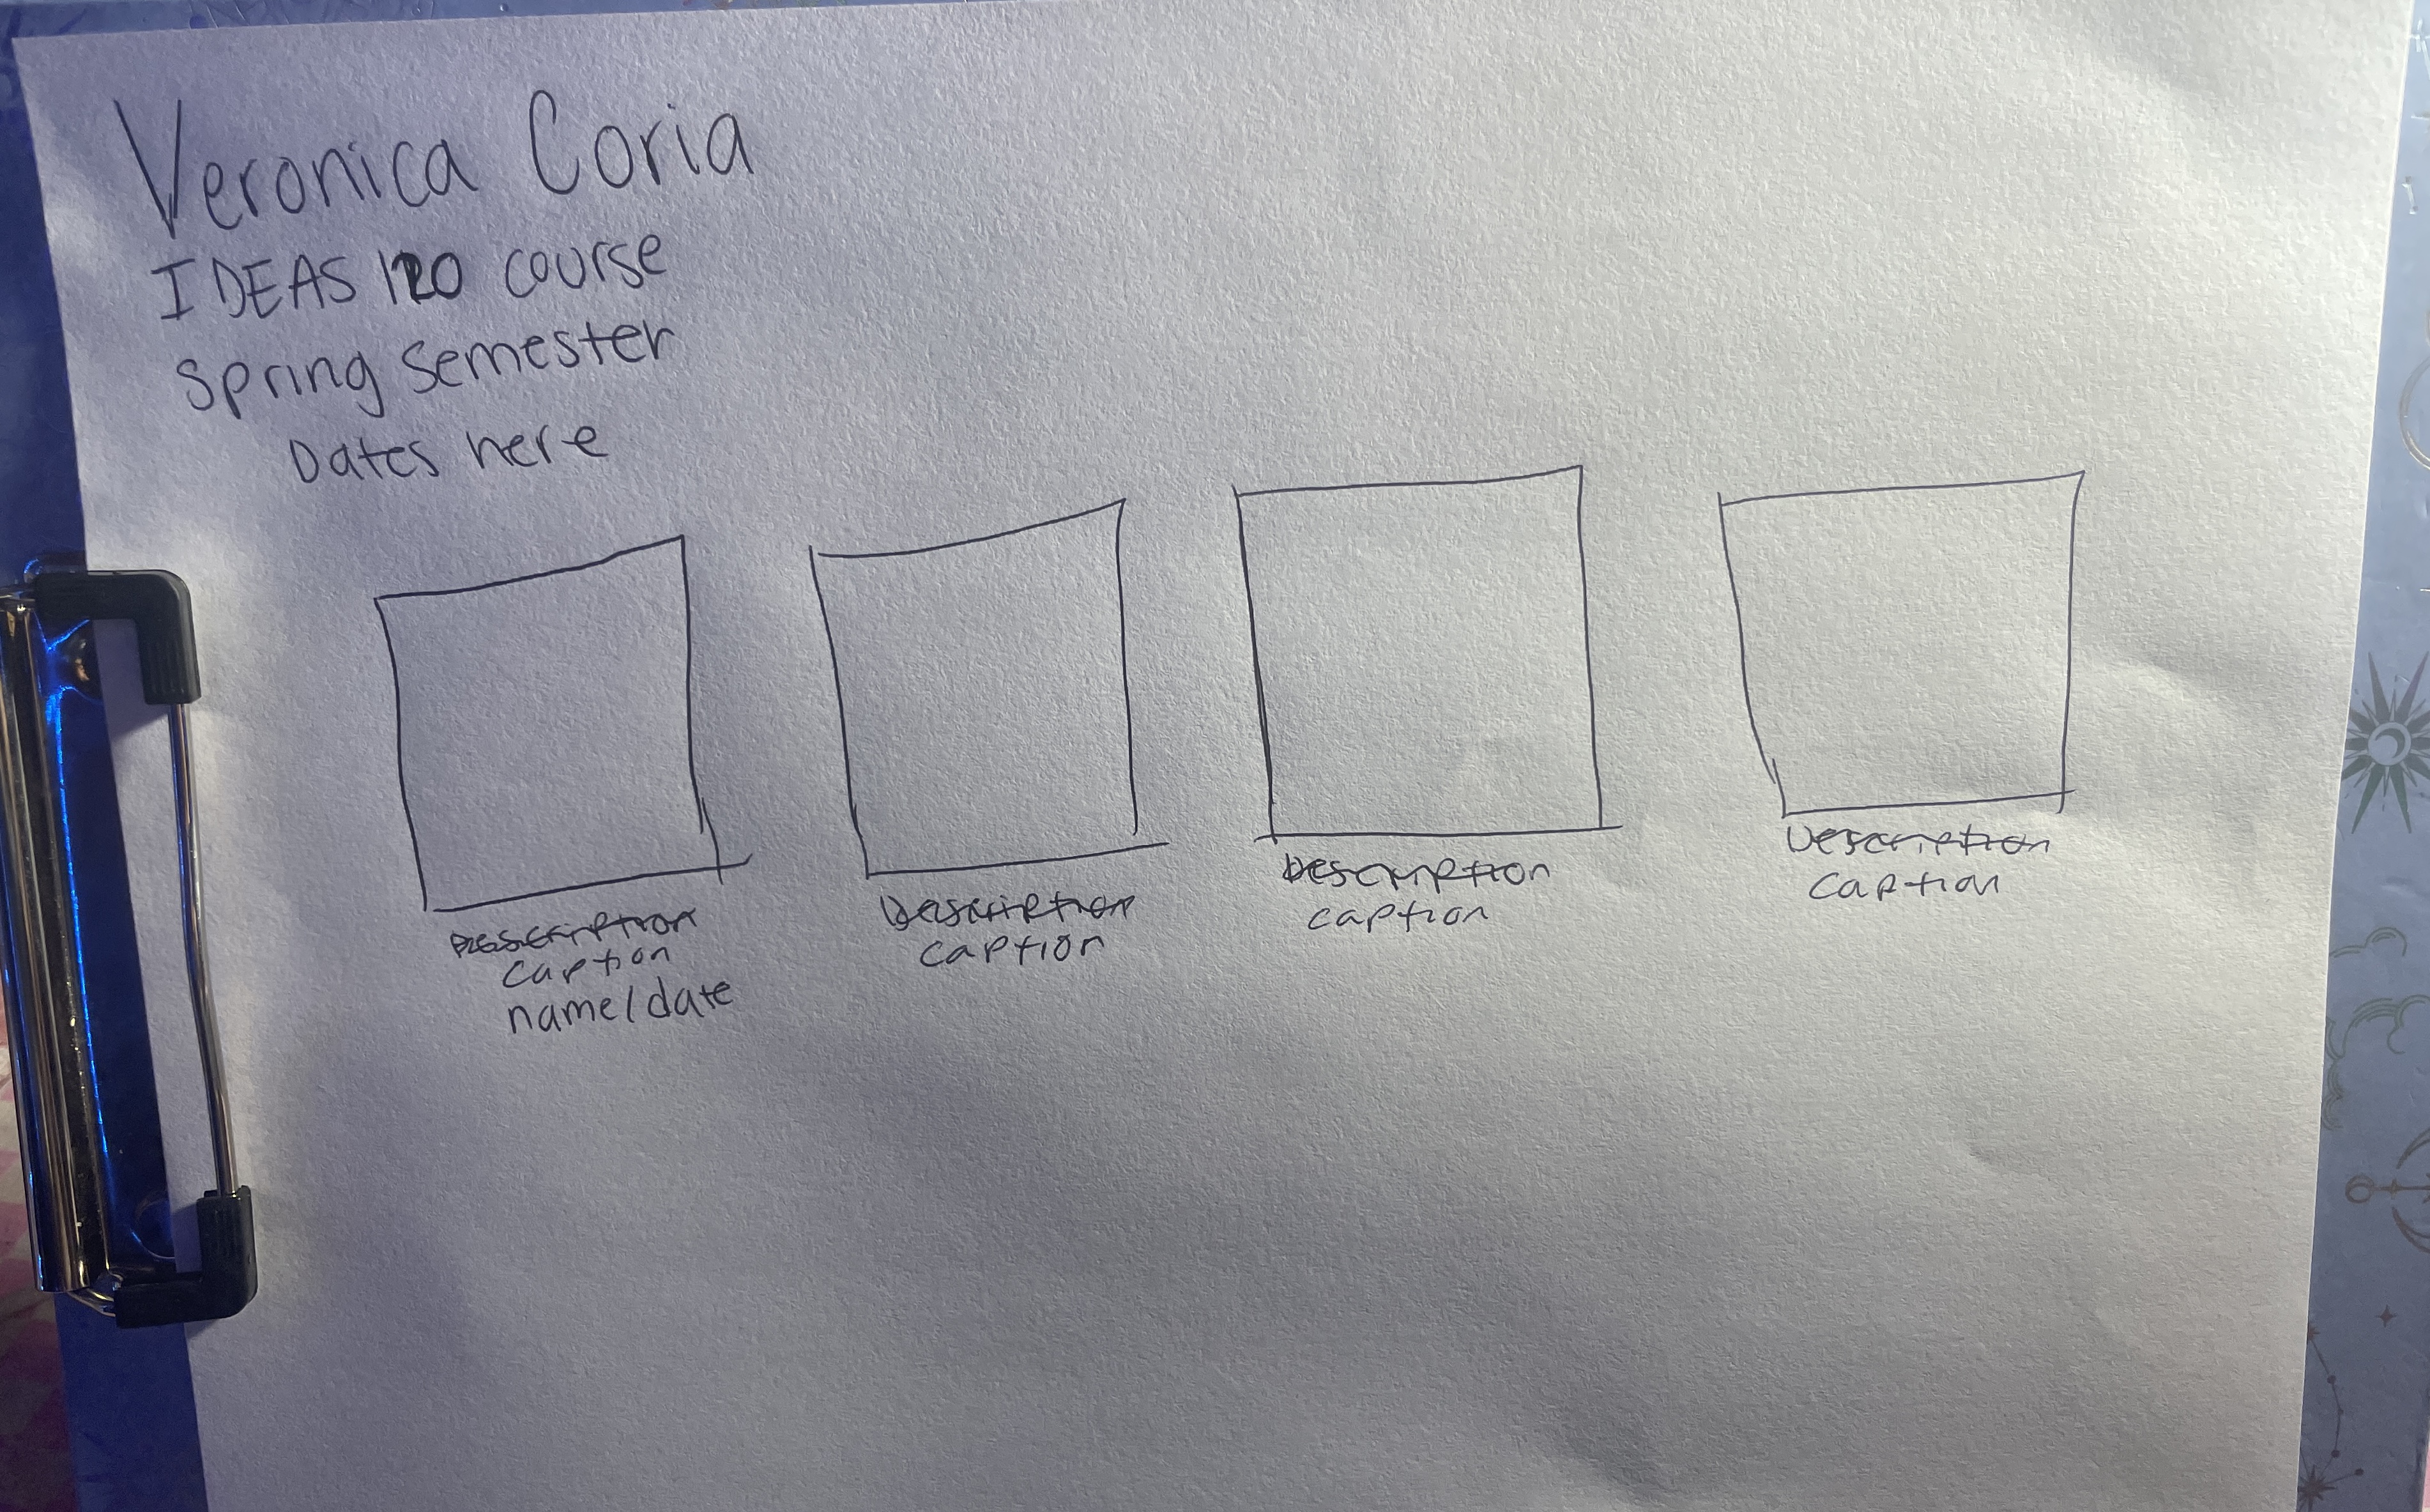 Veronica Coria
IDEAS 120 course
Spring Semester
Dates here
Description
caption
name/date
Description
caption
Description
caption
Description
caption